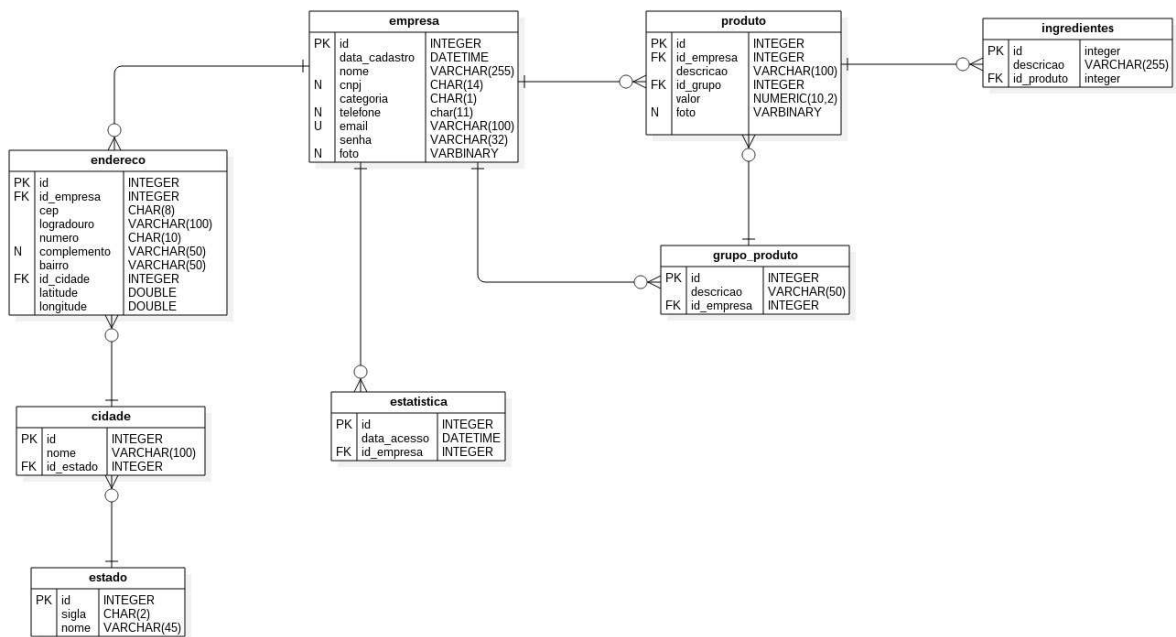 empresa
PK id INTEGER
data_cadastro DATETIME
nome VARCHAR(255)
N cnpj CHAR(14)
categoria CHAR(1)
N telefone char(11)
U email VARCHAR(100)
senha VARCHAR(32)
N foto VARBINARY
produto
PK id INTEGER
FK id_empresa INTEGER
descricao VARCHAR(100)
FK id_grupo INTEGER
valor NUMERIC(10,2)
N foto VARBINARY
ingredientes
PK id integer
descricao VARCHAR(255)
FK id_produto integer
endereco
PK id INTEGER
FK id_empresa INTEGER
cep CHAR(8)
logradouro VARCHAR(100)
numero CHAR(10)
N complemento VARCHAR(50)
bairro VARCHAR(50)
FK id_cidade INTEGER
latitude DOUBLE
longitude DOUBLE
grupo_produto
PK id INTEGER
descricao VARCHAR(50)
FK id_empresa INTEGER
estatistica
PK id INTEGER
data_acesso DATETIME
FK id_empresa INTEGER
cidade
PK id INTEGER
nome VARCHAR(100)
FK id_estado INTEGER
estado
PK id INTEGER
sigla CHAR(2)
nome VARCHAR(45)